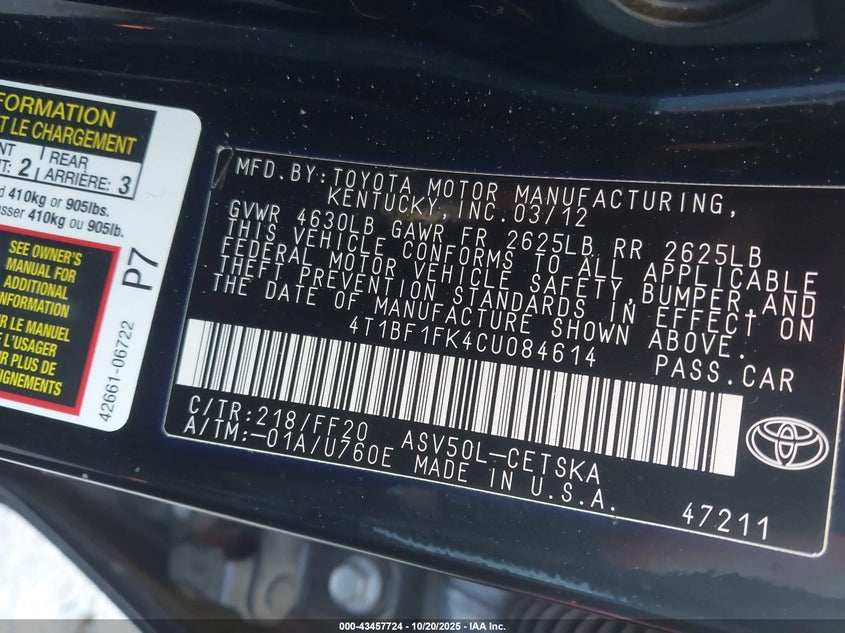 FORMATION
T LE CHARGEMENT
NT
REAR
: 2
ARRIÈRE: 3
d 410kg or 905lbs.
sser 410kg ou 905lb.
SEE OWNER'S
MANUAL FOR
ADDITIONAL
INFORMATION
R LE MANUEL
E L'USAGER
UR PLUS DE
IGNEMENTS
P7
42661-06722
MFD.BY:TOYOTA MOTOR MANUFACTURING,
KENTUCKY,INC.03/12
GVWR 4630LB GAWR FR 2625LB RR 2625LB
THIS VEHICLE CONFORMS TO ALL APPLICABLE
FEDERAL MOTOR VEHICLE SAFETY,BUMPER,AND
THEFT PREVENTION STANDARDS IN EFFECT ON
THE DATE OF MANUFACTURE SHOWN ABOVE.
4T1BF1FK4CU084614
PASS.CAR
C/TR:218/FF20 ASV50L-CETSKA
A/TM:-01A/U760E MADE IN U.S.A.
47211
000-43457724 - 10/20/2025 - IAA Inc.